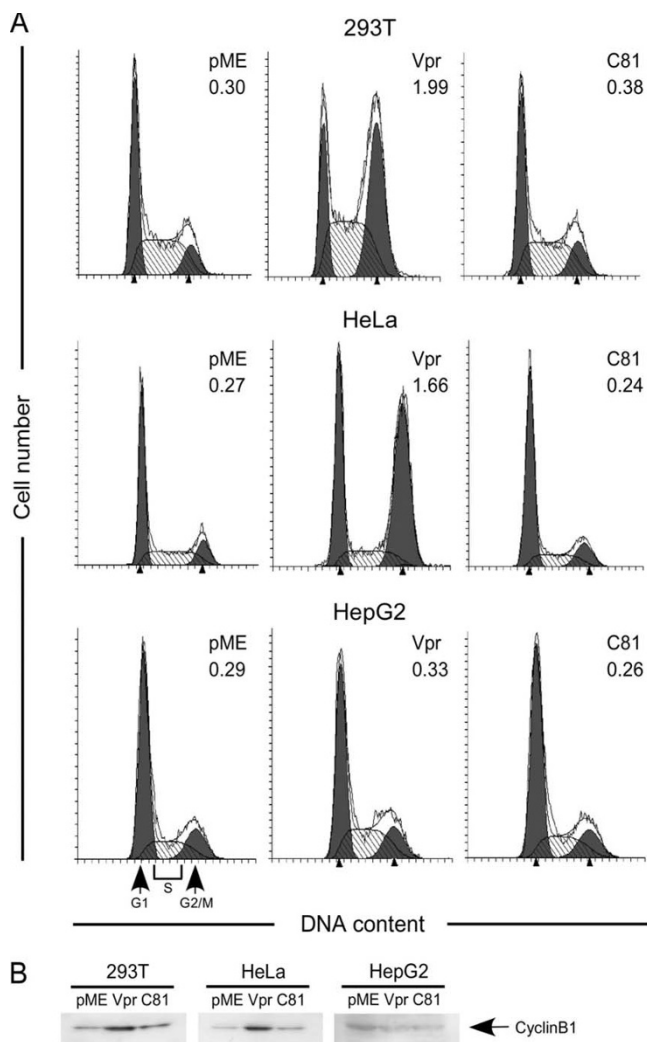 A
293T
pME
0.30
Vpr
1.99
C81
0.38
HeLa
pME
0.27
Vpr
1.66
C81
0.24
HepG2
pME
0.29
Vpr
0.33
C81
0.26
Cell number
G1
S
G2/M
DNA content
B
293T
HeLa
HepG2
pME Vpr C81
pME Vpr C81
pME Vpr C81
CyclinB1